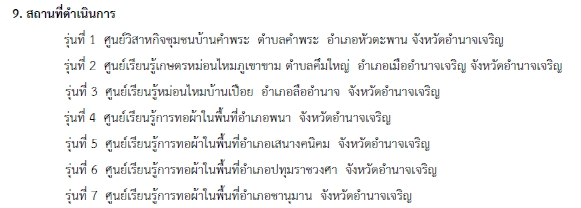 9. สถานที่ดำเนินการ
รุ่นที่ 1 ศูนย์วิสาหกิจชุมชนบ้านคำพระ ตำบลคำพระ อำเภอหัวตะพาน จังหวัดอำนาจเจริญ
รุ่นที่ 2 ศูนย์เรียนรู้เกษตรหม่อนไหมภูเขาขาม ตำบลคึมใหญ่ อำเภอเมืออำนาจเจริญ จังหวัดอำนาจเจริญ
รุ่นที่ 3 ศูนย์เรียนรู้หม่อนไหมบ้านเปือย อำเภอลืออำนาจ จังหวัดอำนาจเจริญ
รุ่นที่ 4 ศูนย์เรียนรู้การทอผ้าในพื้นที่อำเภอพนา จังหวัดอำนาจเจริญ
รุ่นที่ 5 ศูนย์เรียนรู้การทอผ้าในพื้นที่อำเภอเสนางคนิคม จังหวัดอำนาจเจริญ
รุ่นที่ 6 ศูนย์เรียนรู้การทอผ้าในพื้นที่อำเภอปทุมราชวงศา จังหวัดอำนาจเจริญ
รุ่นที่ 7 ศูนย์เรียนรู้การทอผ้าในพื้นที่อำเภอชานุมาน จังหวัดอำนาจเจริญ